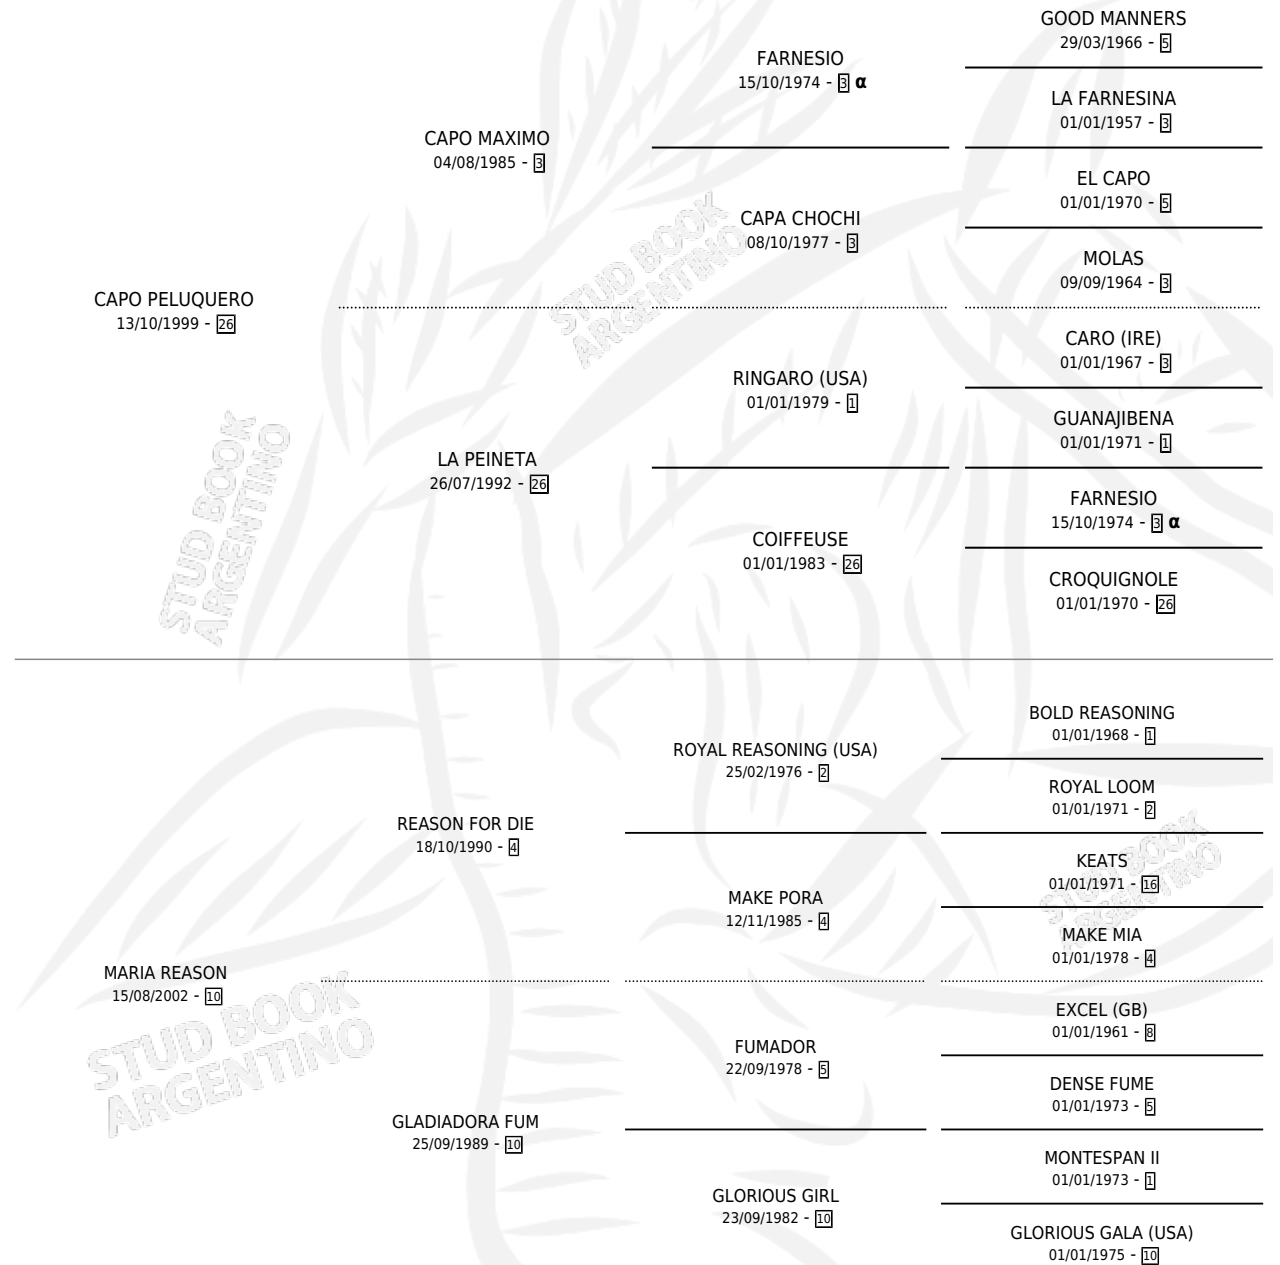 GOOD MANNERS
29/03/1966 - 5
FARNESIO
15/10/1974 - 3 α
LA FARNESINA
01/01/1957 - 3
CAPO MAXIMO
04/08/1985 - 3
EL CAPO
01/01/1970 - 5
CAPA CHOCHI
08/10/1977 - 3
MOLAS
09/09/1964 - 3
STUD BOOK
ARGENTINO
CAPO PELUQUERO
13/10/1999 - 26
CARO (IRE)
01/01/1967 - 3
RINGARO (USA)
01/01/1979 - 1
GUANAJIBENA
01/01/1971 - 1
LA PEINETA
26/07/1992 - 26
FARNESIO
15/10/1974 - 3 α
COIFFEUSE
01/01/1983 - 26
CROQUIGNOLE
01/01/1970 - 26
STUD BOOK
ARGENTINO
BOLD REASONING
01/01/1968 - 1
ROYAL REASONING (USA)
25/02/1976 - 2
ROYAL LOOM
01/01/1971 - 2
REASON FOR DIE
18/10/1990 - 4
KEATS
01/01/1971 - 16
MAKE PORA
12/11/1985 - 4
MAKE MIA
01/01/1978 - 4
STUD BOOK
ARGENTINO
MARIA REASON
15/08/2002 - 10
EXCEL (GB)
01/01/1961 - 8
FUMADOR
22/09/1978 - 5
DENSE FUME
01/01/1973 - 5
GLADIADORA FUM
25/09/1989 - 10
MONTESPAN II
01/01/1973 - 1
GLORIOUS GIRL
23/09/1982 - 10
GLORIOUS GALA (USA)
01/01/1975 - 10
STUD BOOK
ARGENTINO